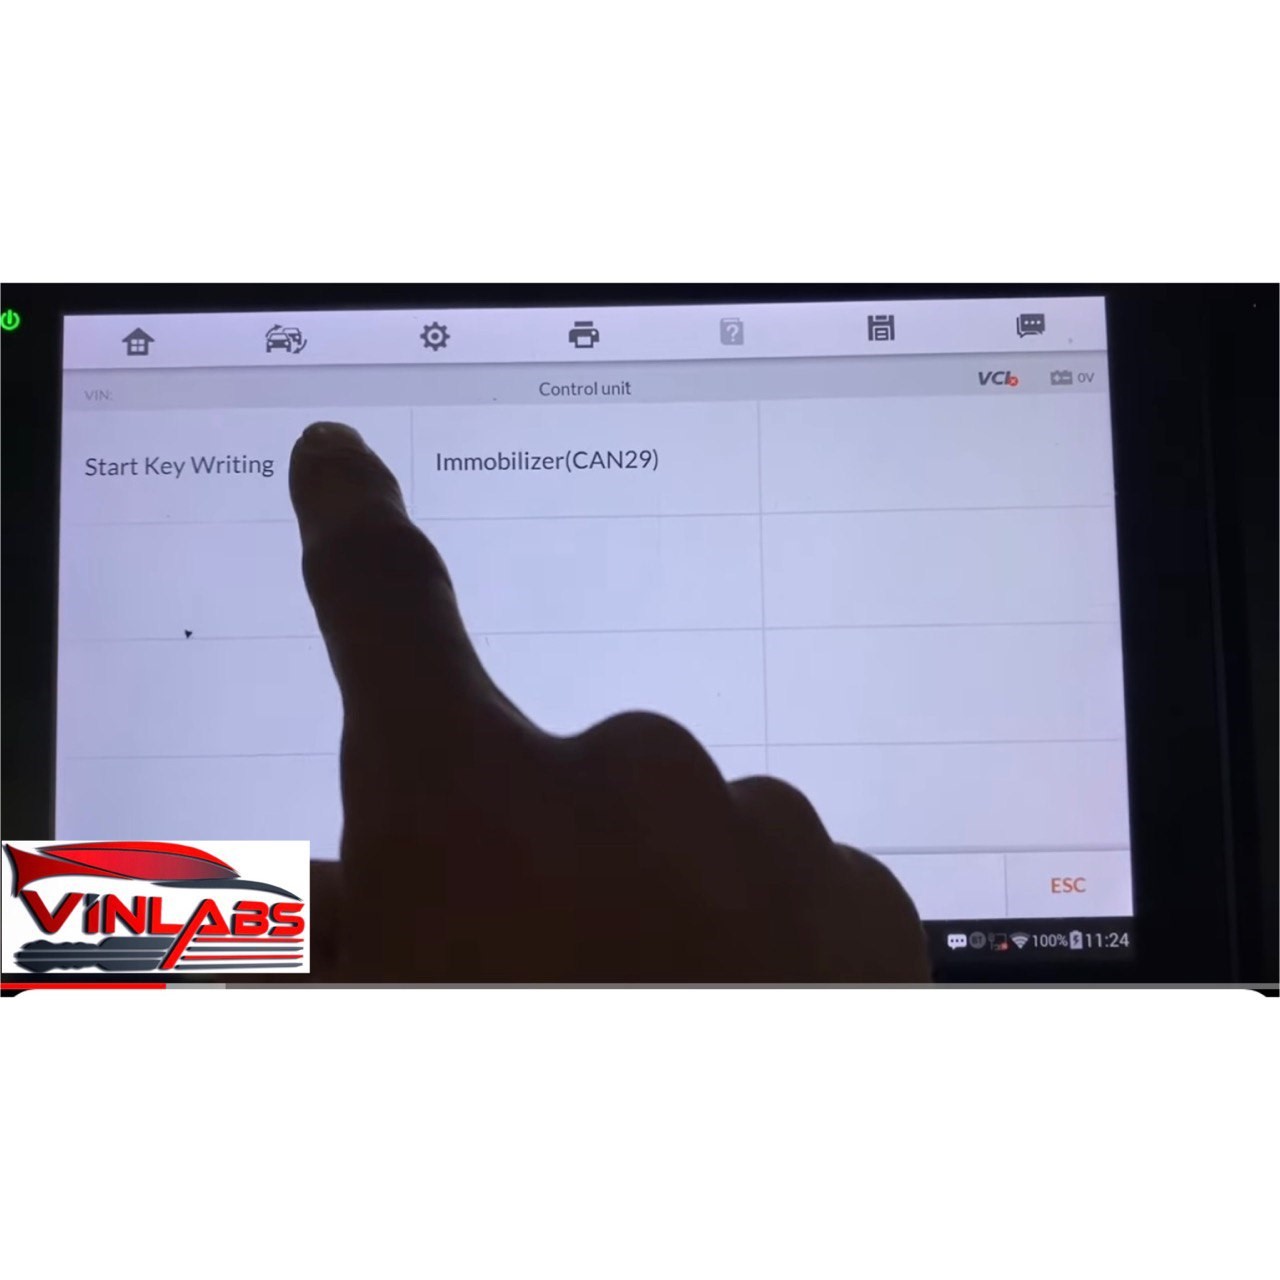 VIN:
Control unit
VCI
0V
Start Key Writing
Immobilizer(CAN29)
ESC
VINLABS
100%
11:24